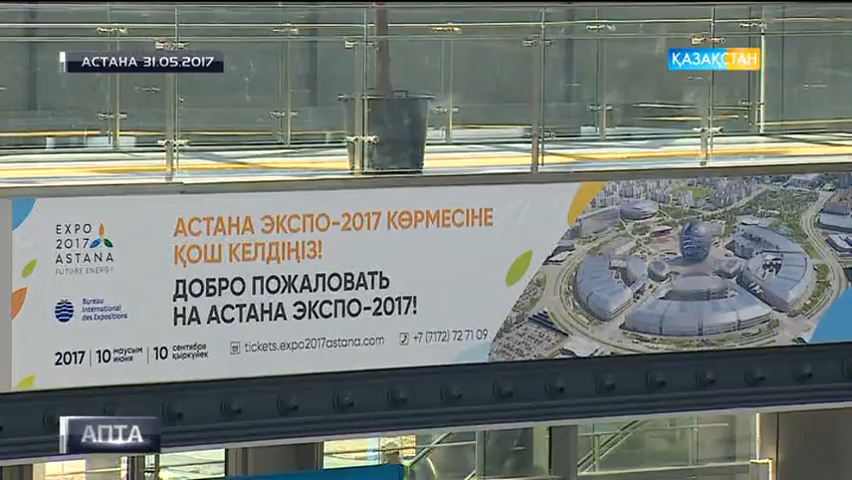 АСТАНА 31.05.2017
ҚАЗАҚСТАН
EXPO
2017
ASTANA
FUTURE ENERGY
Bureau
International
des Expositions
АСТАНА ЭКСПО-2017 КӨРМЕСІНЕ
ҚОШ КЕЛДІҢІЗ!
ДОБРО ПОЖАЛОВАТЬ
НА АСТАНА ЭКСПО-2017!
2017 | 10 маусым июня | 10 сентября қыркүйек
tickets.expo2017astana.com
+7 (7172) 72 71 09
АПТА